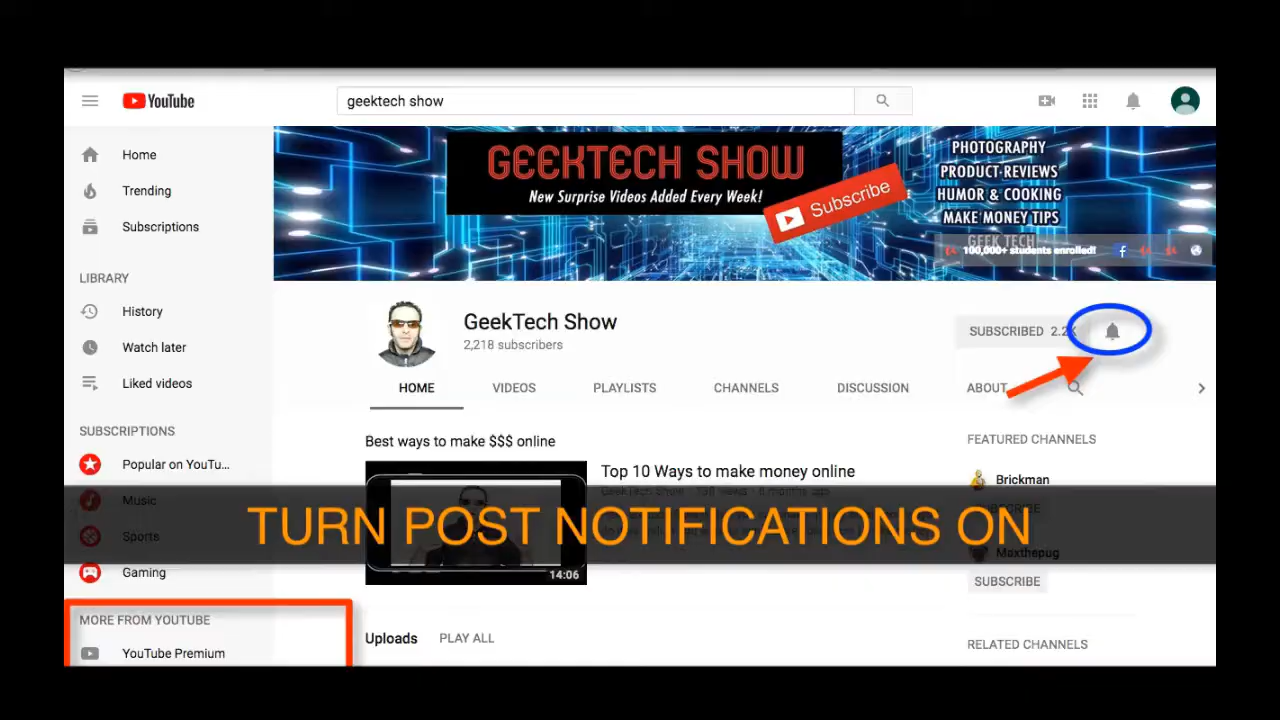 YouTube
geektech show
Home
Trending
Subscriptions
LIBRARY
History
Watch later
Liked videos
SUBSCRIPTIONS
Popular on YouTu...
Music
Sports
Gaming
MORE FROM YOUTUBE
YouTube Premium
GEEKTECH SHOW
New Surprise Videos Added Every Week!
Subscribe
PHOTOGRAPHY
PRODUCT REVIEWS
HUMOR & COOKING
MAKE MONEY TIPS
GEEK TECH
100,000+ students enrolled!
GeekTech Show
2,218 subscribers
SUBSCRIBED 2.2K
HOME VIDEOS PLAYLISTS CHANNELS DISCUSSION ABOUT
Best ways to make $$$ online
Top 10 Ways to make money online
14:06
TURN POST NOTIFICATIONS ON
Uploads PLAY ALL
FEATURED CHANNELS
Brickman
Maxthepug
SUBSCRIBE
RELATED CHANNELS